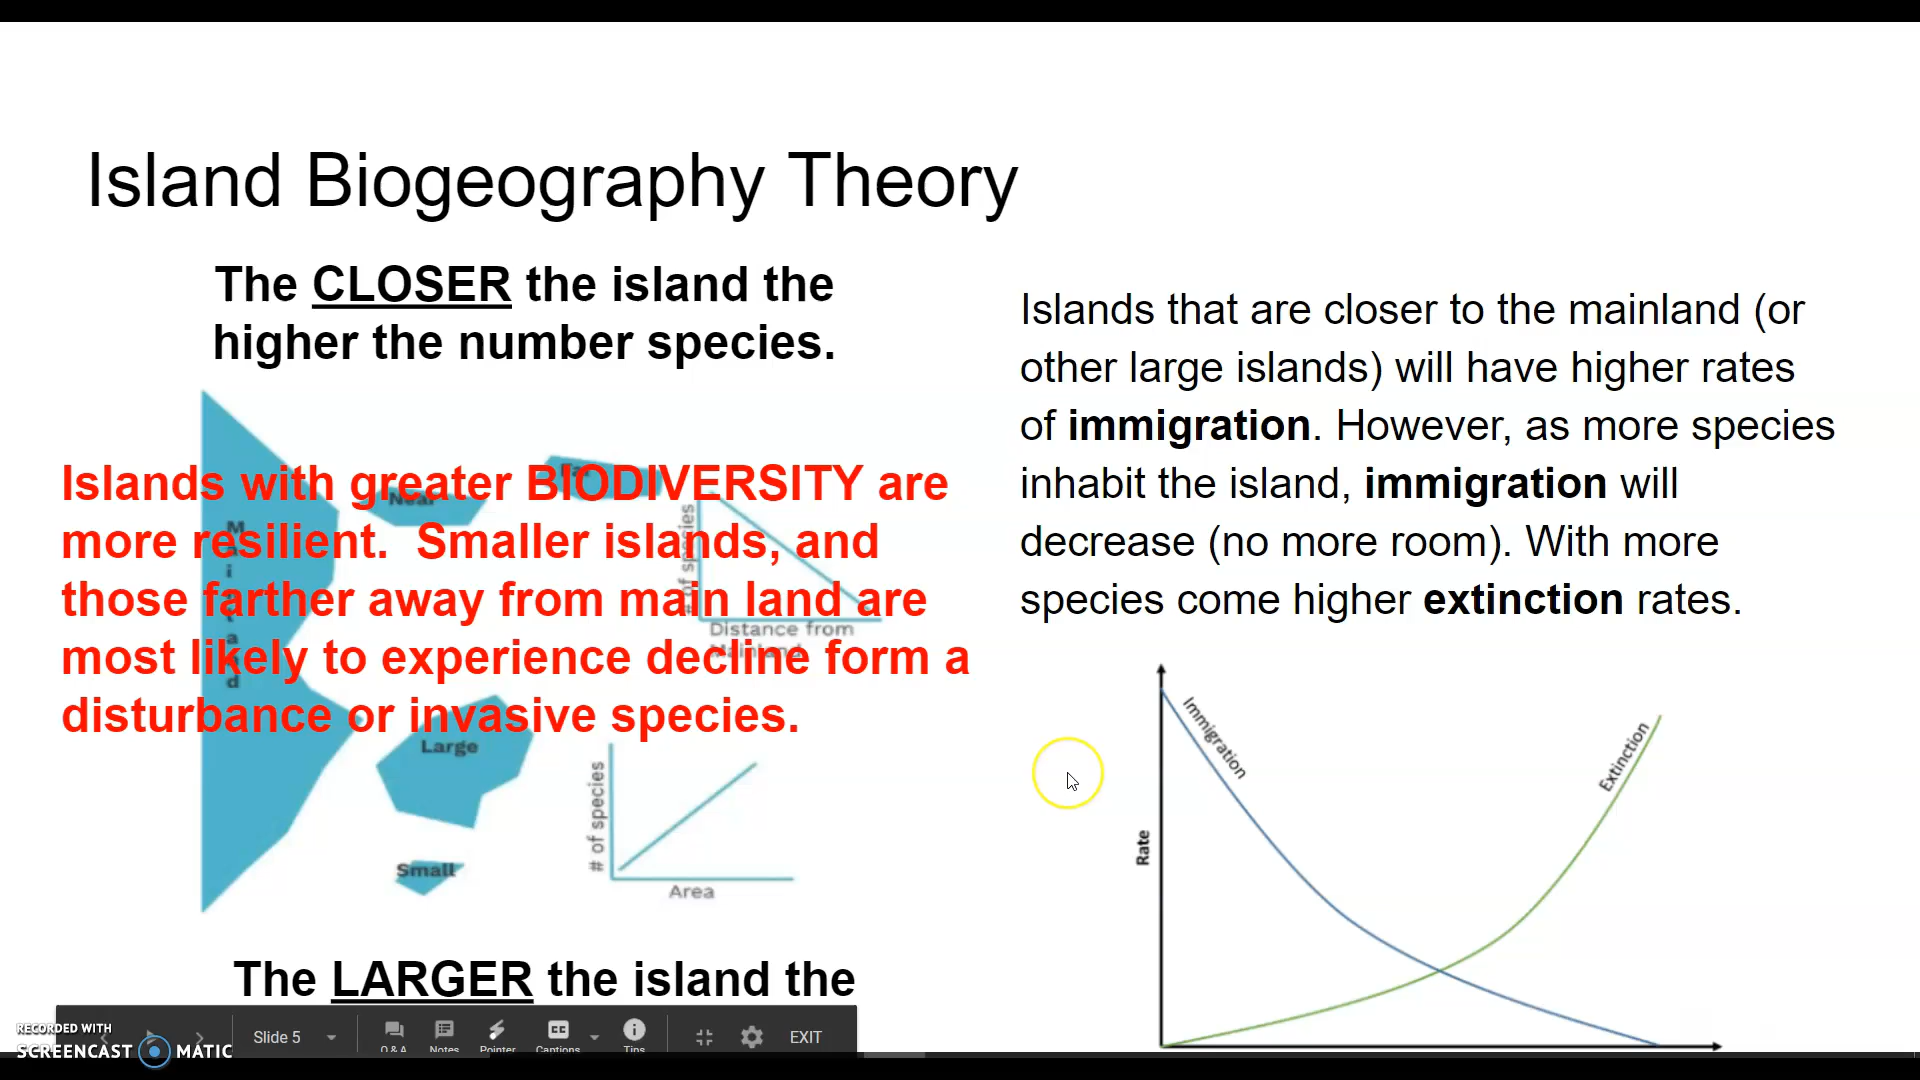 Island Biogeography Theory
The CLOSER the island the
higher the number species.
Islands with greater BIODIVERSITY are
more resilient. Smaller islands, and
those farther away from main land are
most likely to experience decline form a
disturbance or invasive species.
Near
Mainland
# of species
Distance from
Mainland
Large
Small
# of species
Area
The LARGER the island the
Islands that are closer to the mainland (or
other large islands) will have higher rates
of immigration. However, as more species
inhabit the island, immigration will
decrease (no more room). With more
species come higher extinction rates.
Immigration
Extinction
Rate
Slide 5
Q & A
Notes
Pointer
Captions
Tips
EXIT
RECORDED WITH
SCREENCAST MATIC